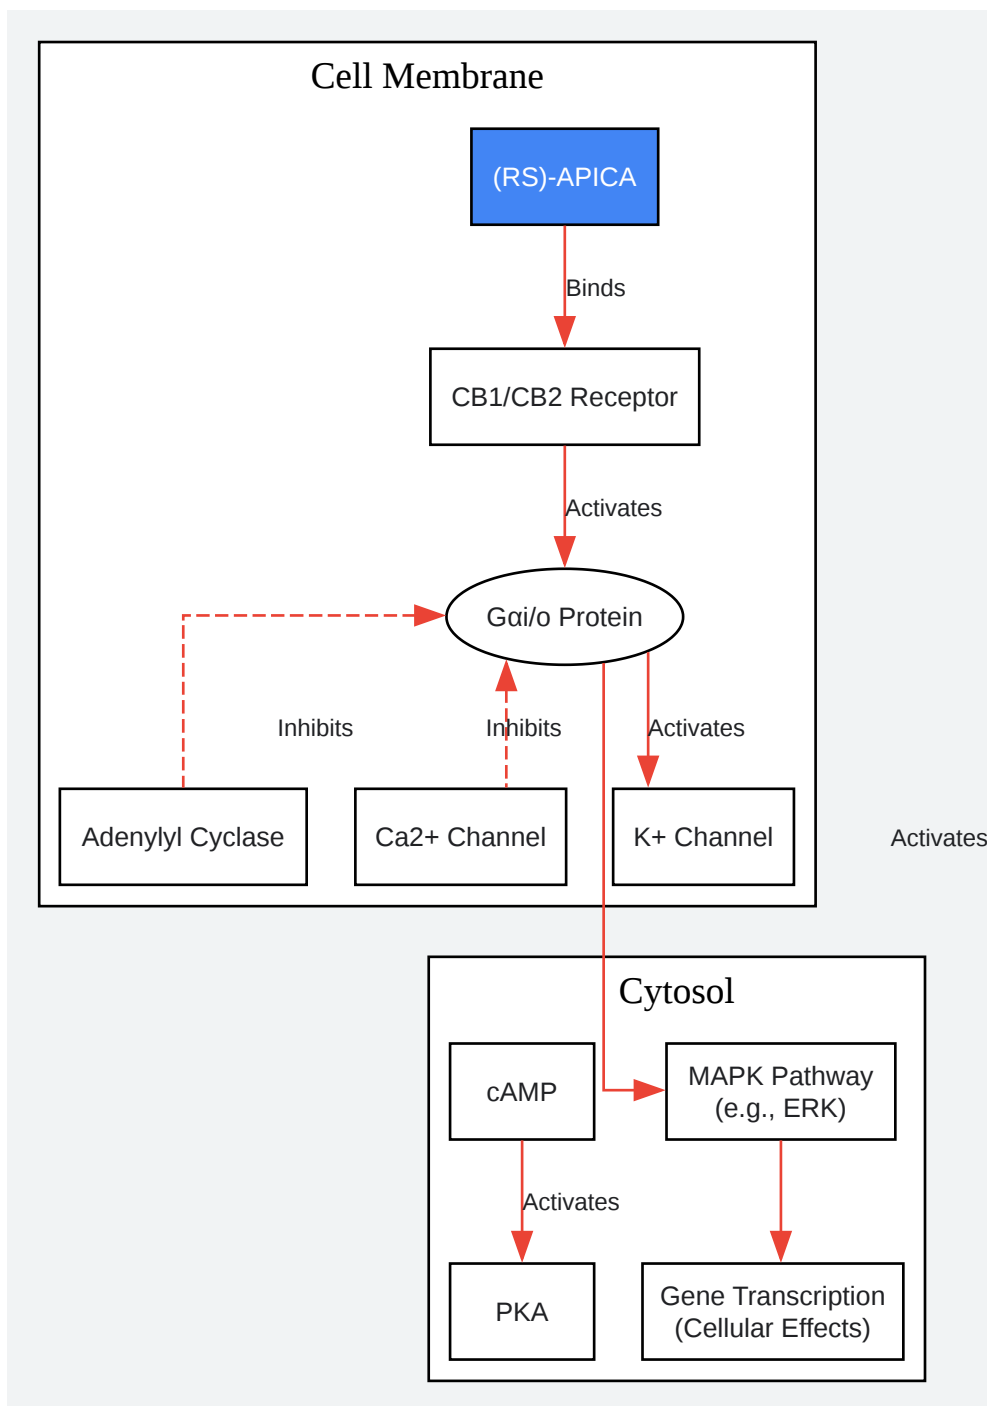 Cell Membrane
(RS)-APICA
Binds
CB1/CB2 Receptor
Activates
Gαi/o Protein
Inhibits
Inhibits
Activates
Adenylyl Cyclase
Ca2+ Channel
K+ Channel
Activates
Cytosol
cAMP
MAPK Pathway
(e.g., ERK)
Activates
PKA
Gene Transcription
(Cellular Effects)